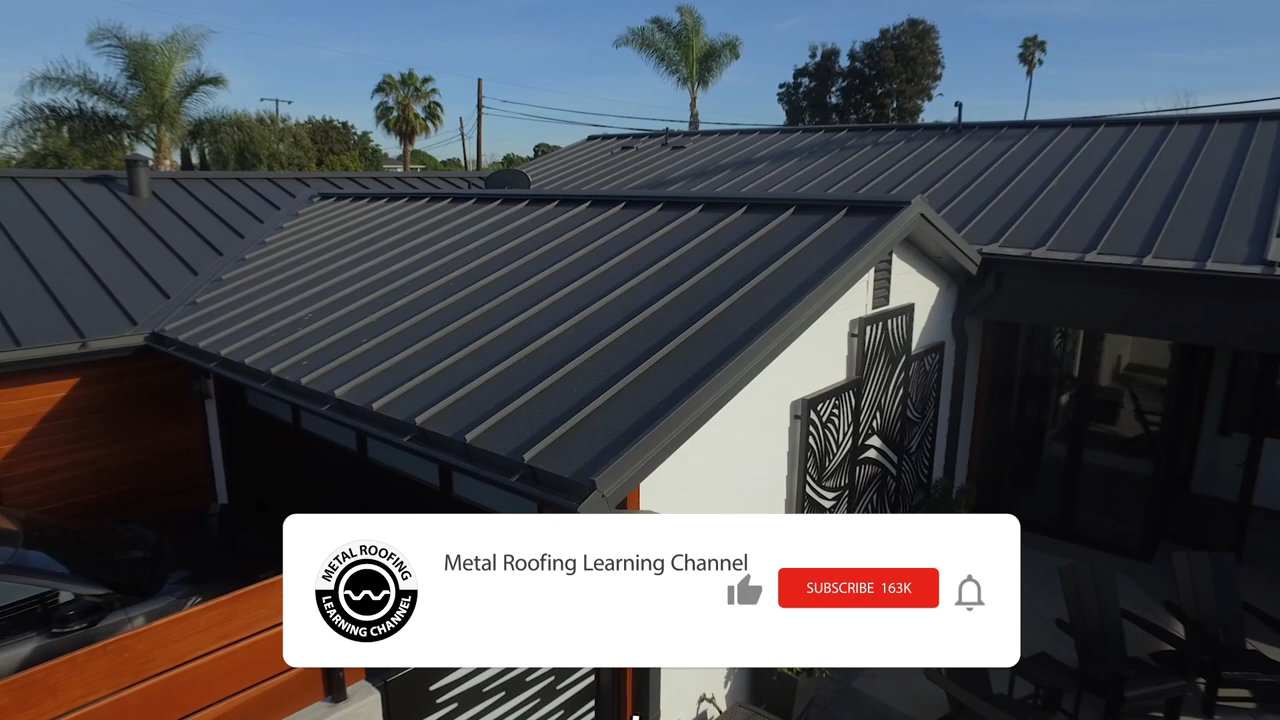 METAL ROOFING
LEARNING CHANNEL
Metal Roofing Learning Channel
SUBSCRIBE 163K